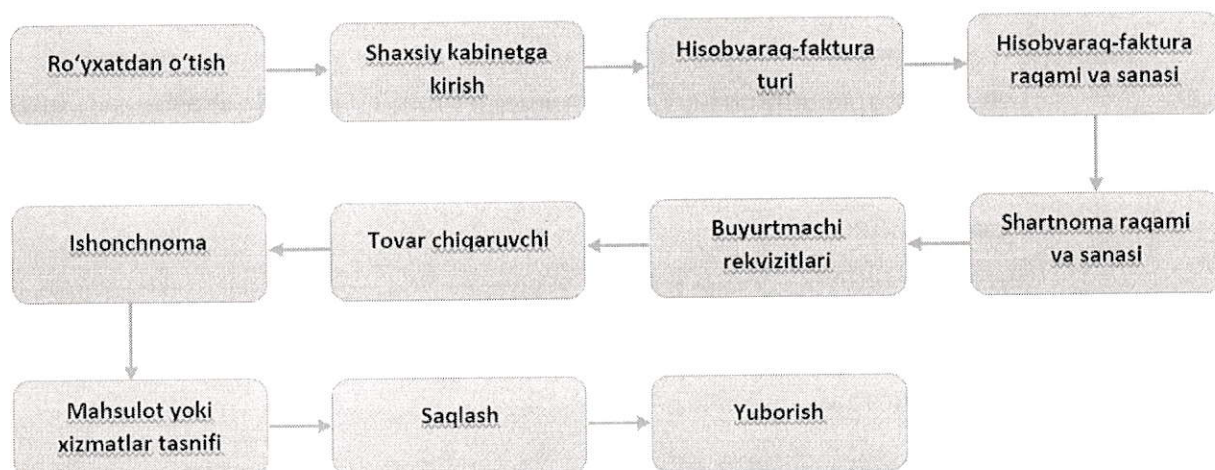 Ro‘yxatdan o‘tish
Shaxsiy kabinetga
kirish
Hisobvaraq-faktura
turi
Hisobvaraq-faktura
raqami va sanasi
Shartnoma raqami
va sanasi
Buyurtmachi
rekvizitlari
Tovar chiqaruvchi
Ishonchnoma
Mahsulot yoki
xizmatlar tasnifi
Saqlash
Yuborish